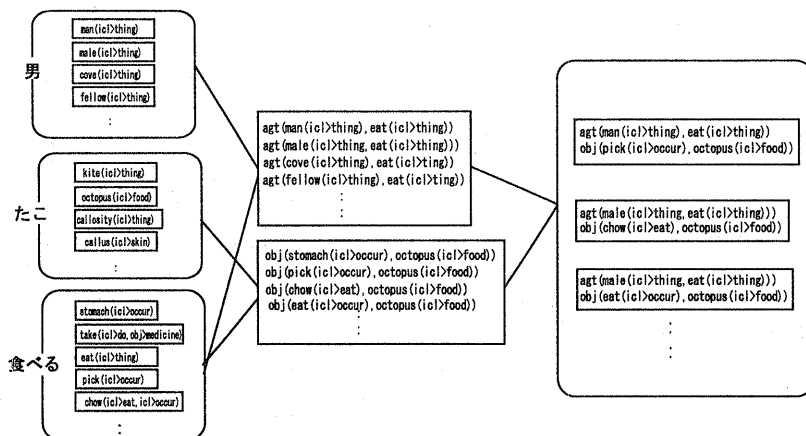 男
man(icl>thing)
male(icl>thing)
cove(icl>thing)
fellow(icl>thing)
:
たこ
kite(icl>thing)
octopus(icl>food)
callosity(icl>thing)
callus(icl>skin)
:
食べる
stomach(icl>occur)
take(icl>do,obj>medicine)
eat(icl>thing)
pick(icl>occur)
chow(icl>eat,icl>occur)
:
agt(man(icl>thing),eat(icl>thing))
agt(male(icl>thing,eat(icl>thing)))
agt(cove(icl>thing),eat(icl>ting))
agt(fellow(icl>thing),eat(icl>ting))
:
obj(stomach(icl>occur),octopus(icl>food))
obj(pick(icl>occur),octopus(icl>food))
obj(chow(icl>eat),octopus(icl>food))
obj(eat(icl>occur),octopus(icl>food))
:
agt(man(icl>thing),eat(icl>thing))
obj(pick(icl>occur),octopus(icl>food))
agt(male(icl>thing,eat(icl>thing)))
obj(chow(icl>eat),octopus(icl>food))
agt(male(icl>thing,eat(icl>thing)))
obj(eat(icl>occur),octopus(icl>food))
: